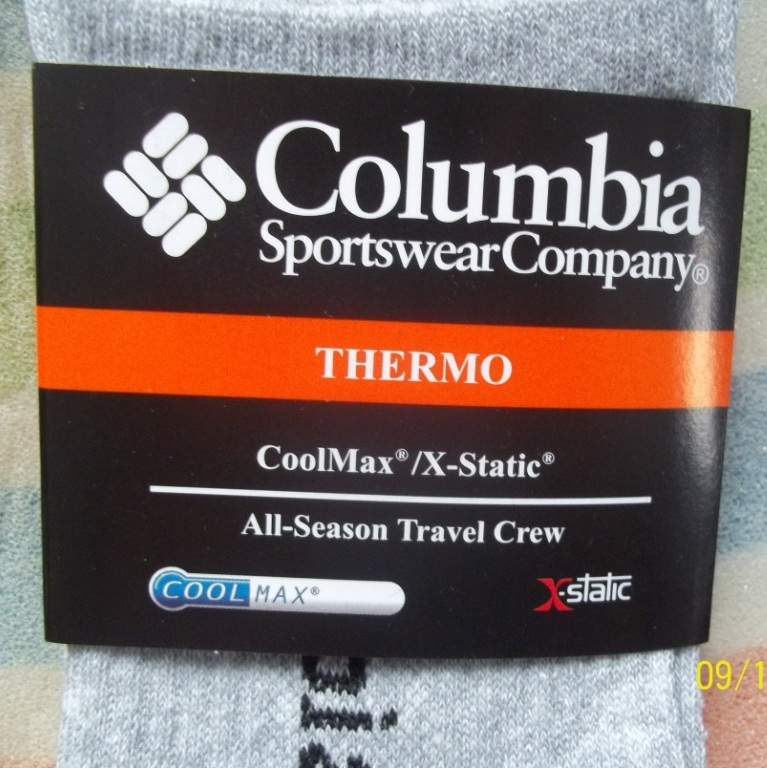 Columbia
Sportswear Company®
THERMO
CoolMax®/X-Static®
All-Season Travel Crew
COOLMAX®
X-static
09/1